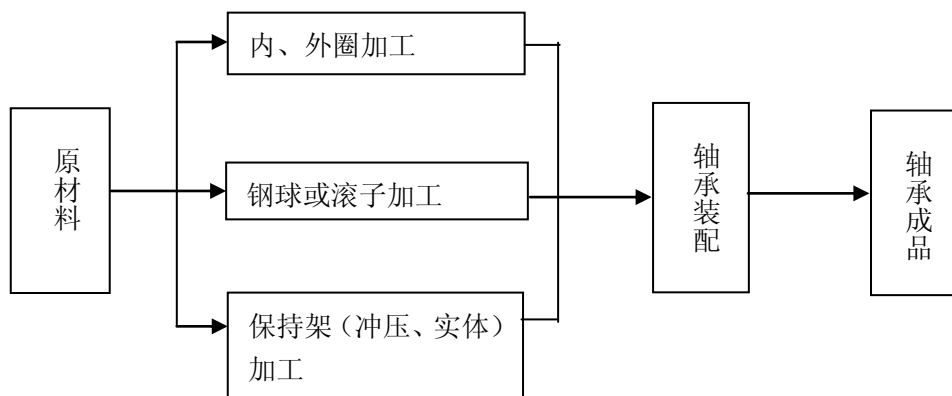 原材料
内、外圈加工
钢球或滚子加工
保持架（冲压、实体）
加工
轴承装配
轴承成品